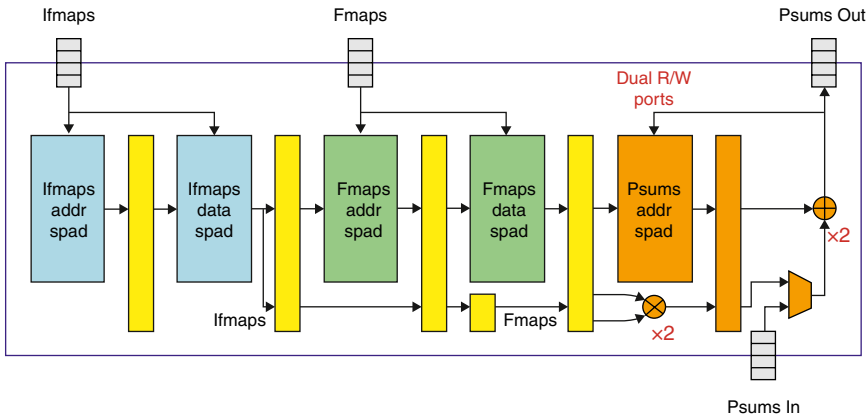 Ifmaps
Fmaps
Psums Out
Dual R/W
ports
Ifmaps
addr
spad
Ifmaps
data
spad
Fmaps
addr
spad
Fmaps
data
spad
Psums
addr
spad
×2
Ifmaps
Fmaps
×2
Psums In